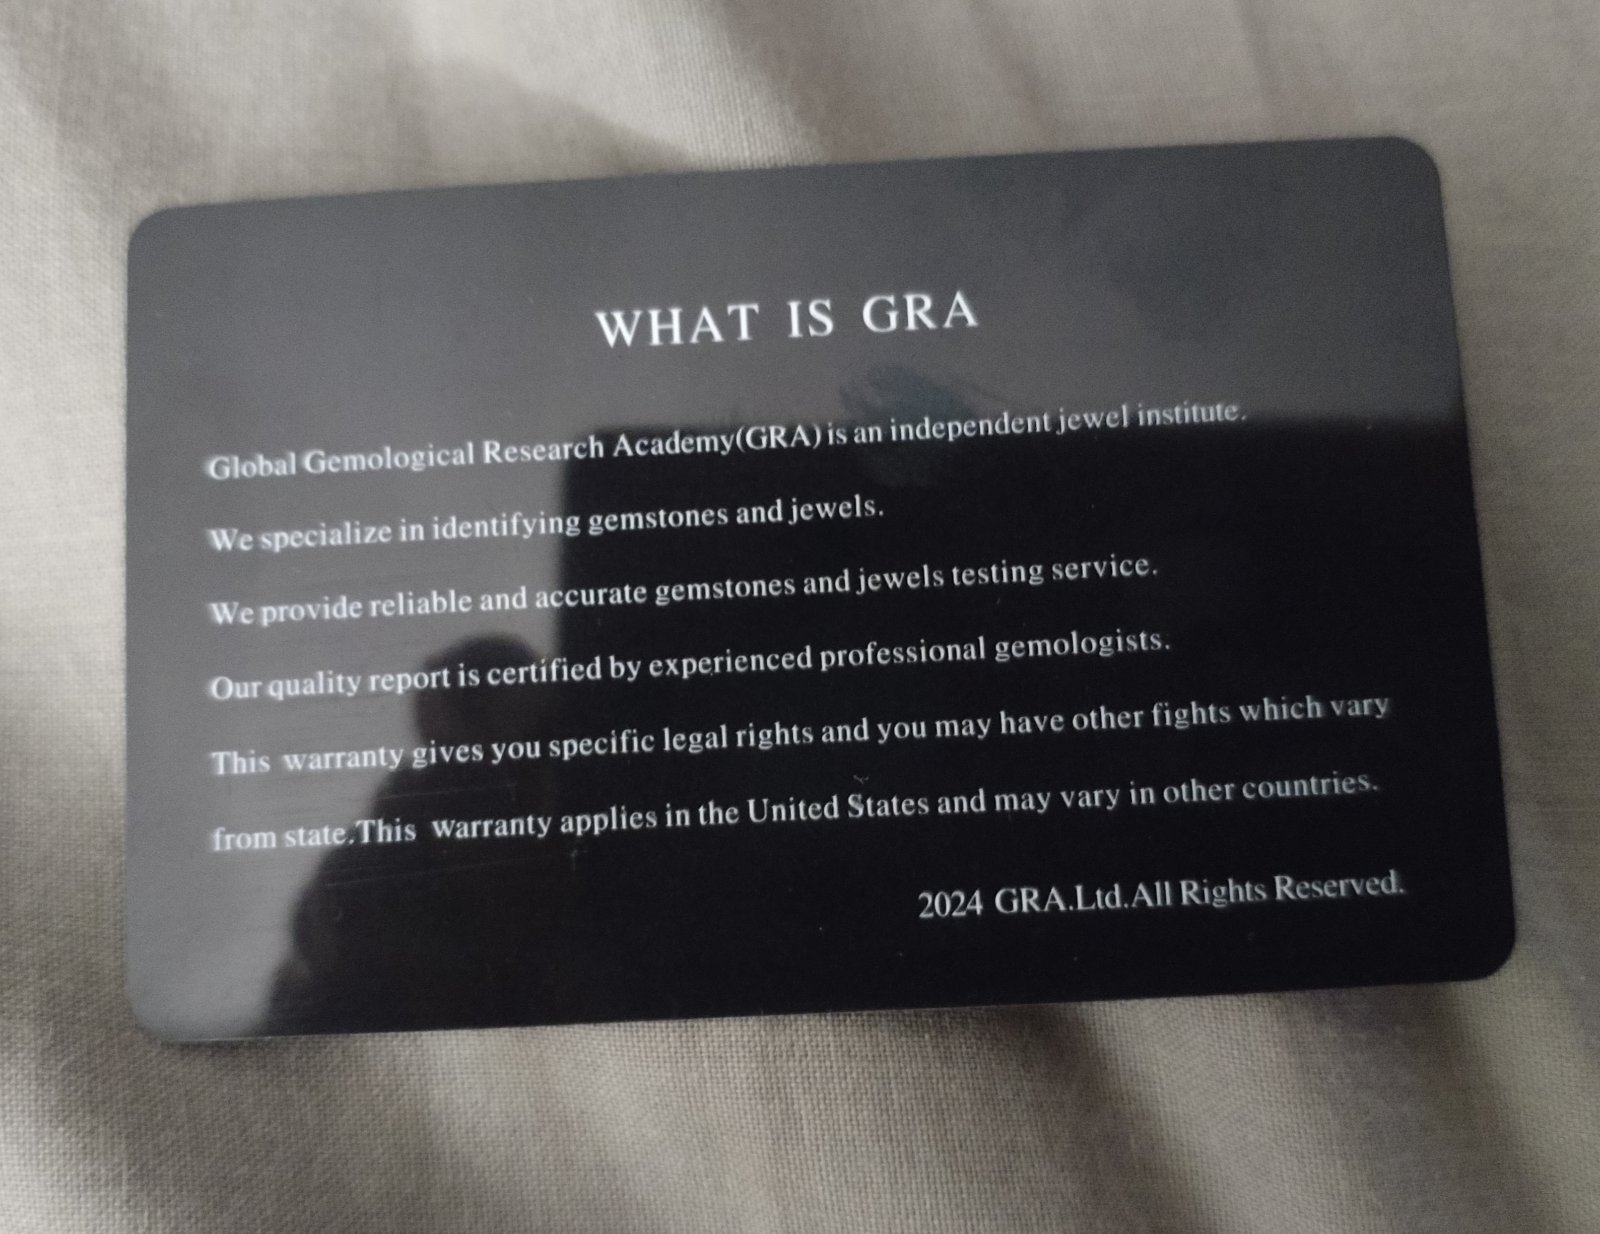 WHAT IS GRA
Global Gemological Research Academy(GRA) is an independent jewel institute.
We specialize in identifying gemstones and jewels.
We provide reliable and accurate gemstones and jewels testing service.
Our quality report is certified by experienced professional gemologists.
This warranty gives you specific legal rights and you may have other fights which vary
from state.This warranty applies in the United States and may vary in other countries.
2024 GRA.Ltd.All Rights Reserved.